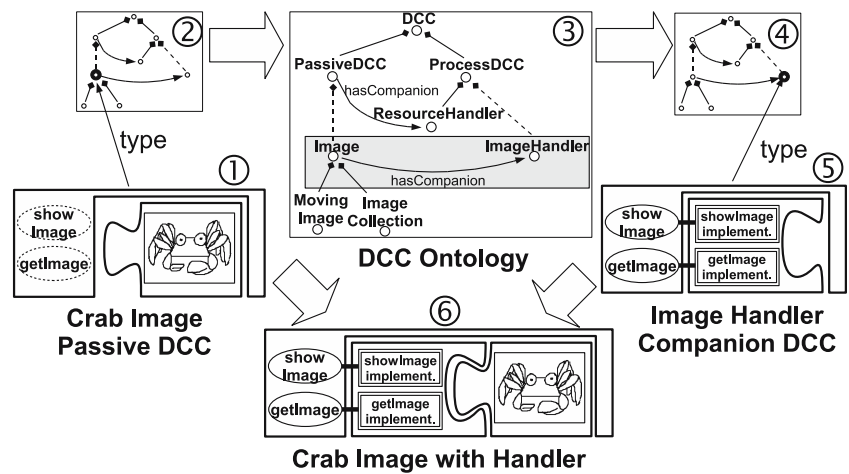 ②
③
④
DCC
PassiveDCC
ProcessDCC
hasCompanion
ResourceHandler
Image
ImageHandler
hasCompanion
Moving
Image
Image
Collection
DCC Ontology
type
①
show
Image
getImage
Crab Image
Passive DCC
type
⑤
show
Image
getImage
showImage
implement.
getImage
implement.
Image Handler
Companion DCC
⑥
show
Image
getImage
showImage
implement.
getImage
implement.
Crab Image with Handler